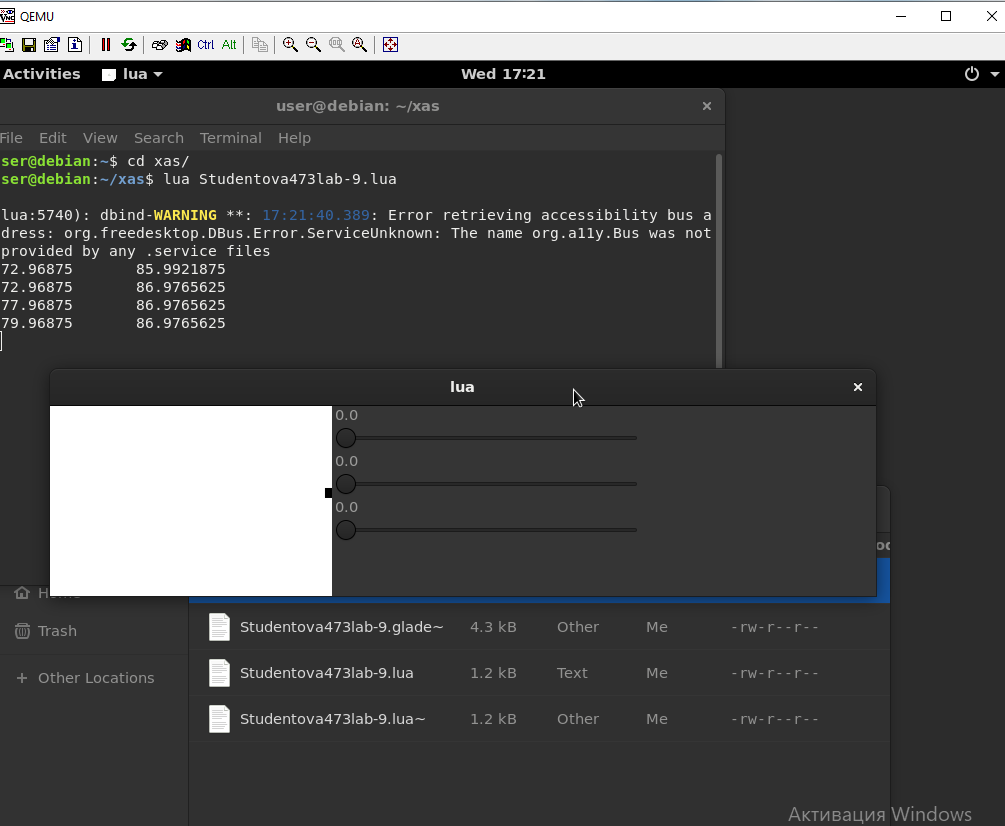 QEMU
Ctrl Alt
Activities lua Wed 17:21
user@debian: ~/xas
File Edit View Search Terminal Help
ser@debian:~$ cd xas/
ser@debian:~/xas$ lua Studentova473lab-9.lua
lua:5740): dbind-WARNING **: 17:21:40.389: Error retrieving accessibility bus a
dress: org.freedesktop.DBus.Error.ServiceUnknown: The name org.a11y.Bus was not
provided by any .service files
72.96875 85.9921875
72.96875 86.9765625
77.96875 86.9765625
79.96875 86.9765625
lua
0.0
0.0
0.0
Trash
Other Locations
Studentova473lab-9.glade~ 4.3 kB Other Me -rw-r--r--
Studentova473lab-9.lua 1.2 kB Text Me -rw-r--r--
Studentova473lab-9.lua~ 1.2 kB Other Me -rw-r--r--
Активация Windows